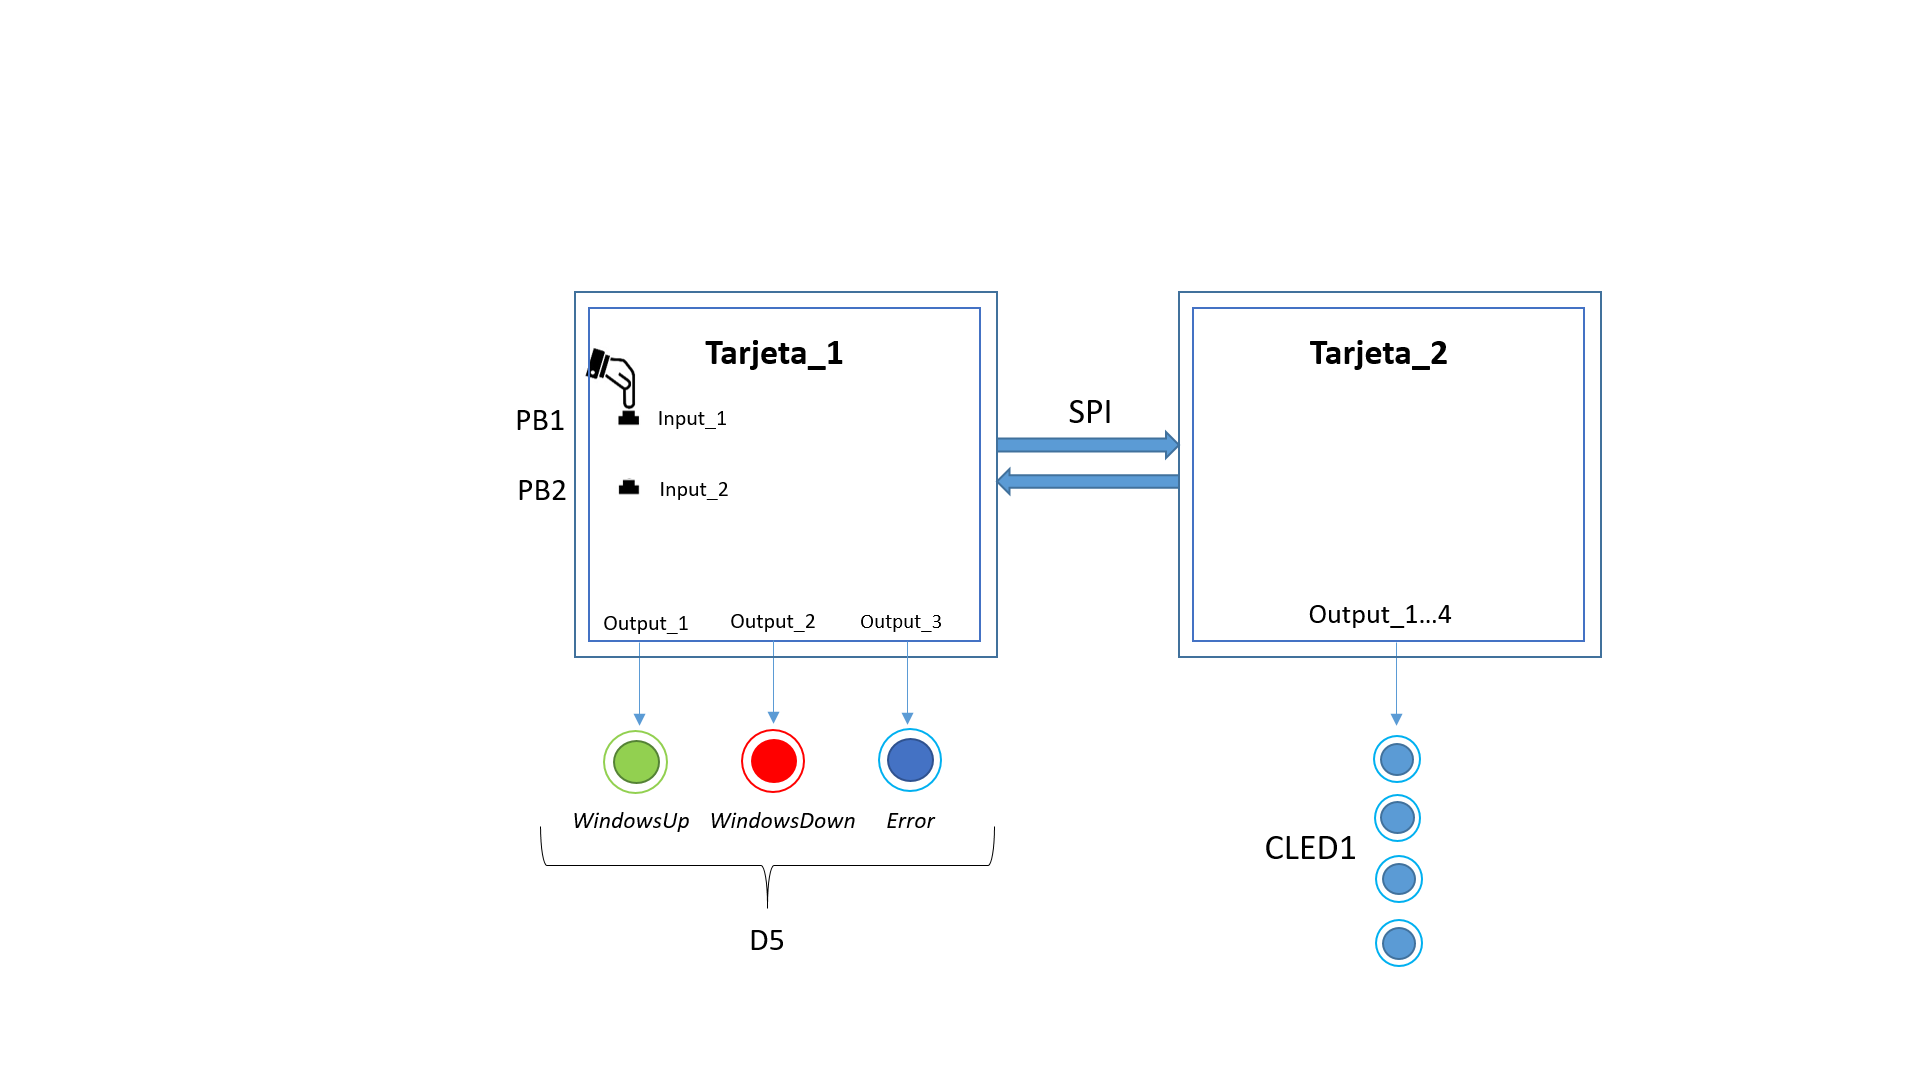 Tarjeta_1
PB1
Input_1
PB2
Input_2
Output_1
Output_2
Output_3
WindowsUp
WindowsDown
Error
D5
SPI
Tarjeta_2
Output_1...4
CLED1